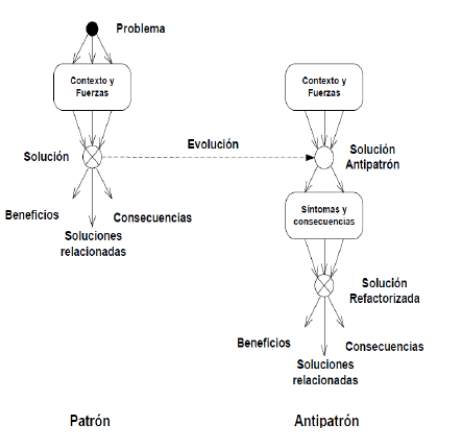 Problema
Contexto y
Fuerzas
Contexto y
Fuerzas
Solución
Evolución
Solución
Antipatrón
Beneficios
Consecuencias
Soluciones
relacionadas
Síntomas y
consecuencias
Solución
Refactorizada
Beneficios
Consecuencias
Soluciones
relacionadas
Patrón
Antipatrón